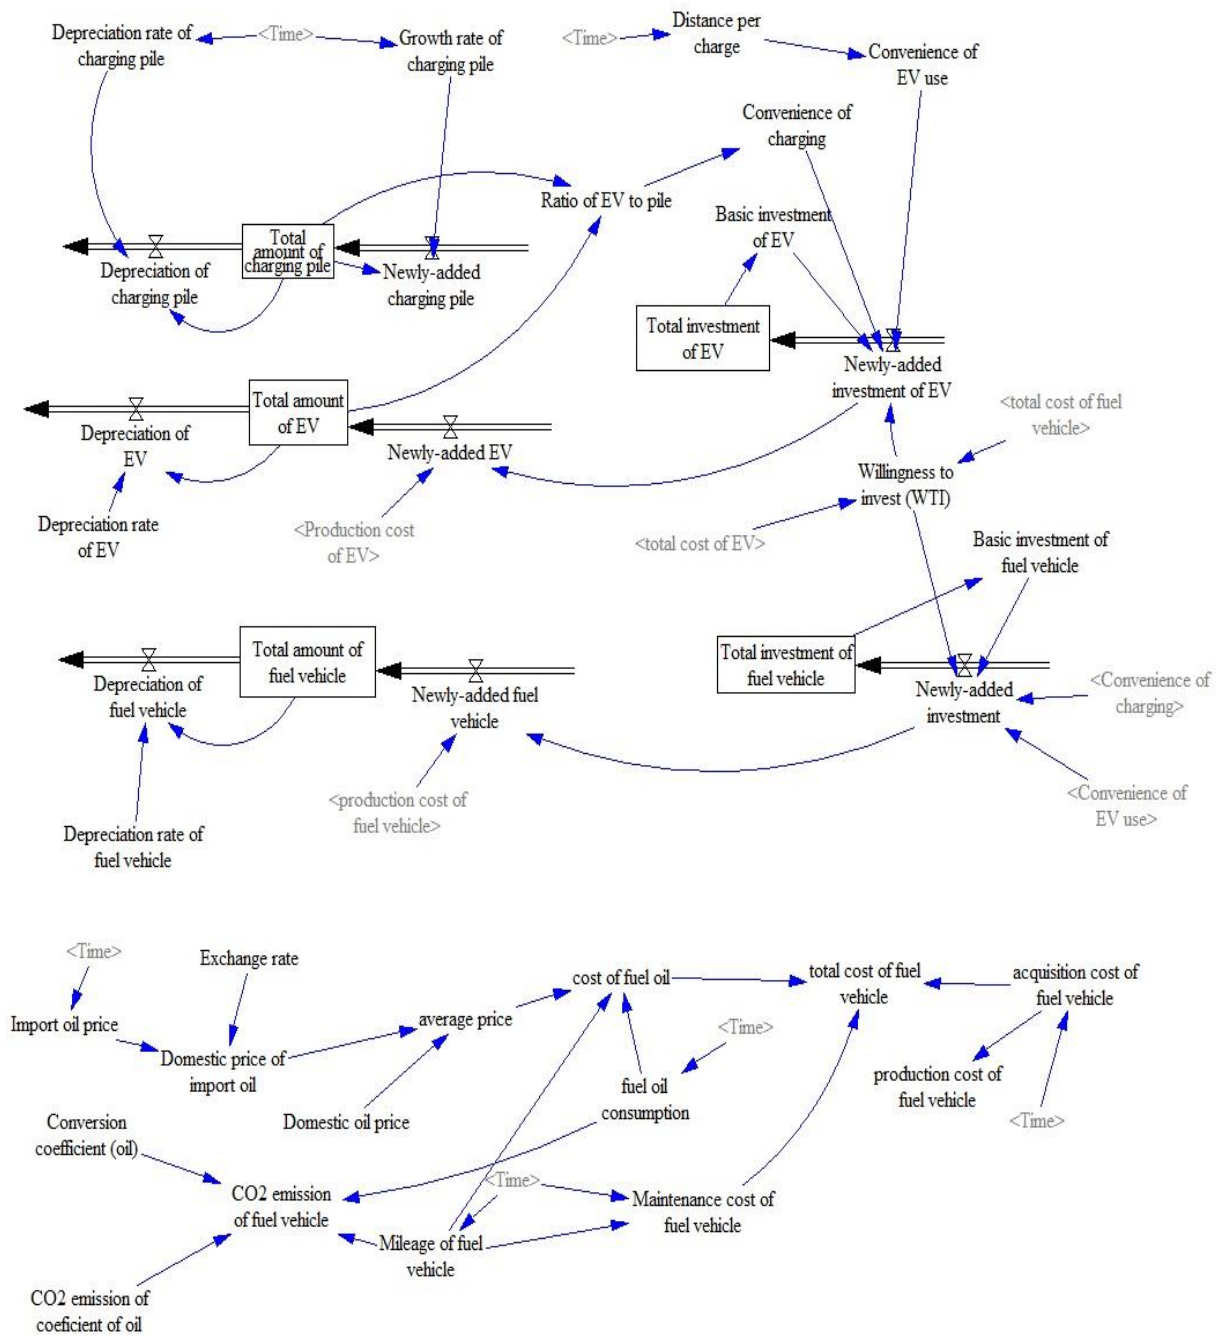 Depreciation rate of
charging pile
<Time>
Growth rate of
charging pile
<Time>
Distance per
charge
Convenience of
EV use
Convenience of
charging
Ratio of EV to pile
Basic investment
of EV
Total
amount of
charging pile
Depreciation of
charging pile
Newly-added
charging pile
Total investment
of EV
Newly-added
investment of EV
Total amount
of EV
Depreciation of
EV
Newly-added EV
<total cost of fuel
vehicle>
Willingness to
invest (WTI)
Depreciation rate
of EV
<Production cost
of EV>
<total cost of EV>
Basic investment of
fuel vehicle
Total amount of
fuel vehicle
Total investment of
fuel vehicle
Depreciation of
fuel vehicle
Newly-added fuel
vehicle
Newly-added
investment
<Convenience of
charging>
<production cost of
fuel vehicle>
<Convenience of
EV use>
Depreciation rate of
fuel vehicle
<Time>
Exchange rate
cost of fuel oil
total cost of fuel
vehicle
acquisition cost of
fuel vehicle
Import oil price
average price
<Time>
Domestic price of
import oil
fuel oil
consumption
production cost of
fuel vehicle
Domestic oil price
<Time>
Conversion
coefficient (oil)
CO2 emission
of fuel vehicle
<Time>
Maintenance cost of
fuel vehicle
Mileage of fuel
vehicle
CO2 emission of
coeficient of oil